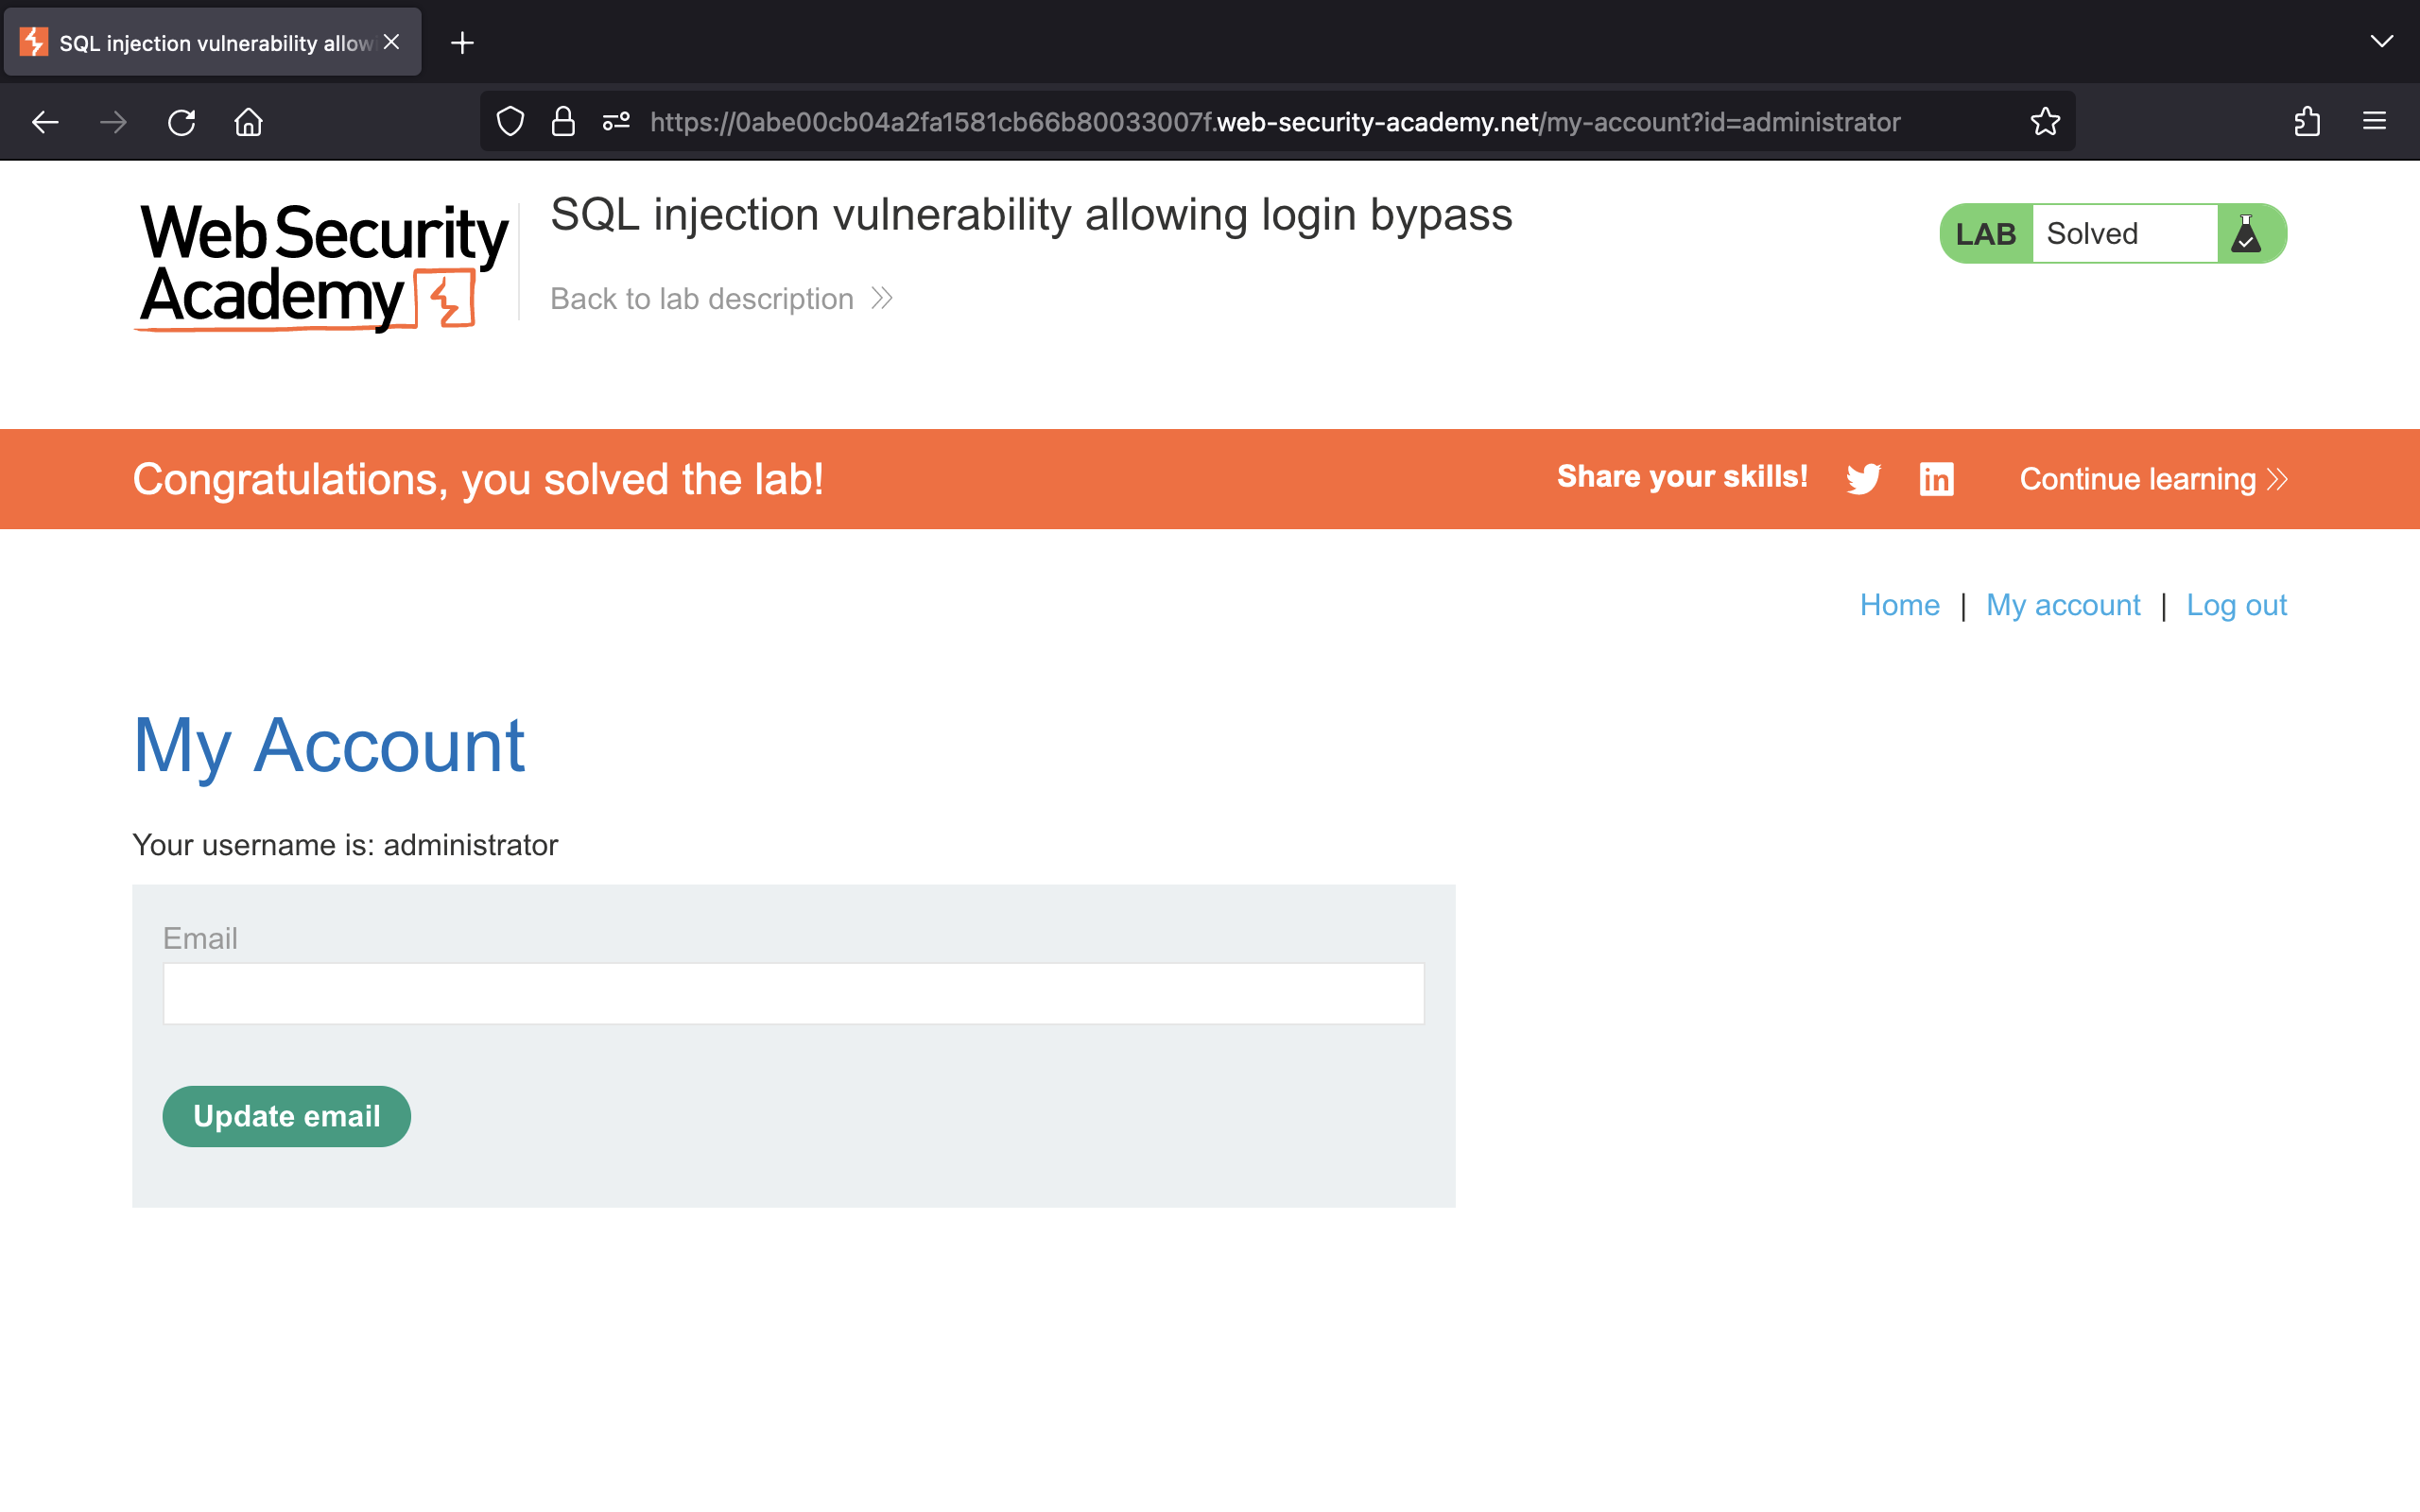 SQL injection vulnerability allow
https://0abe00cb04a2fa1581cb66b80033007f.web-security-academy.net/my-account?id=administrator
Web Security
Academy
SQL injection vulnerability allowing login bypass
Back to lab description
LAB Solved
Congratulations, you solved the lab!
Share your skills!
Continue learning
Home | My account | Log out
My Account
Your username is: administrator
Email
Update email